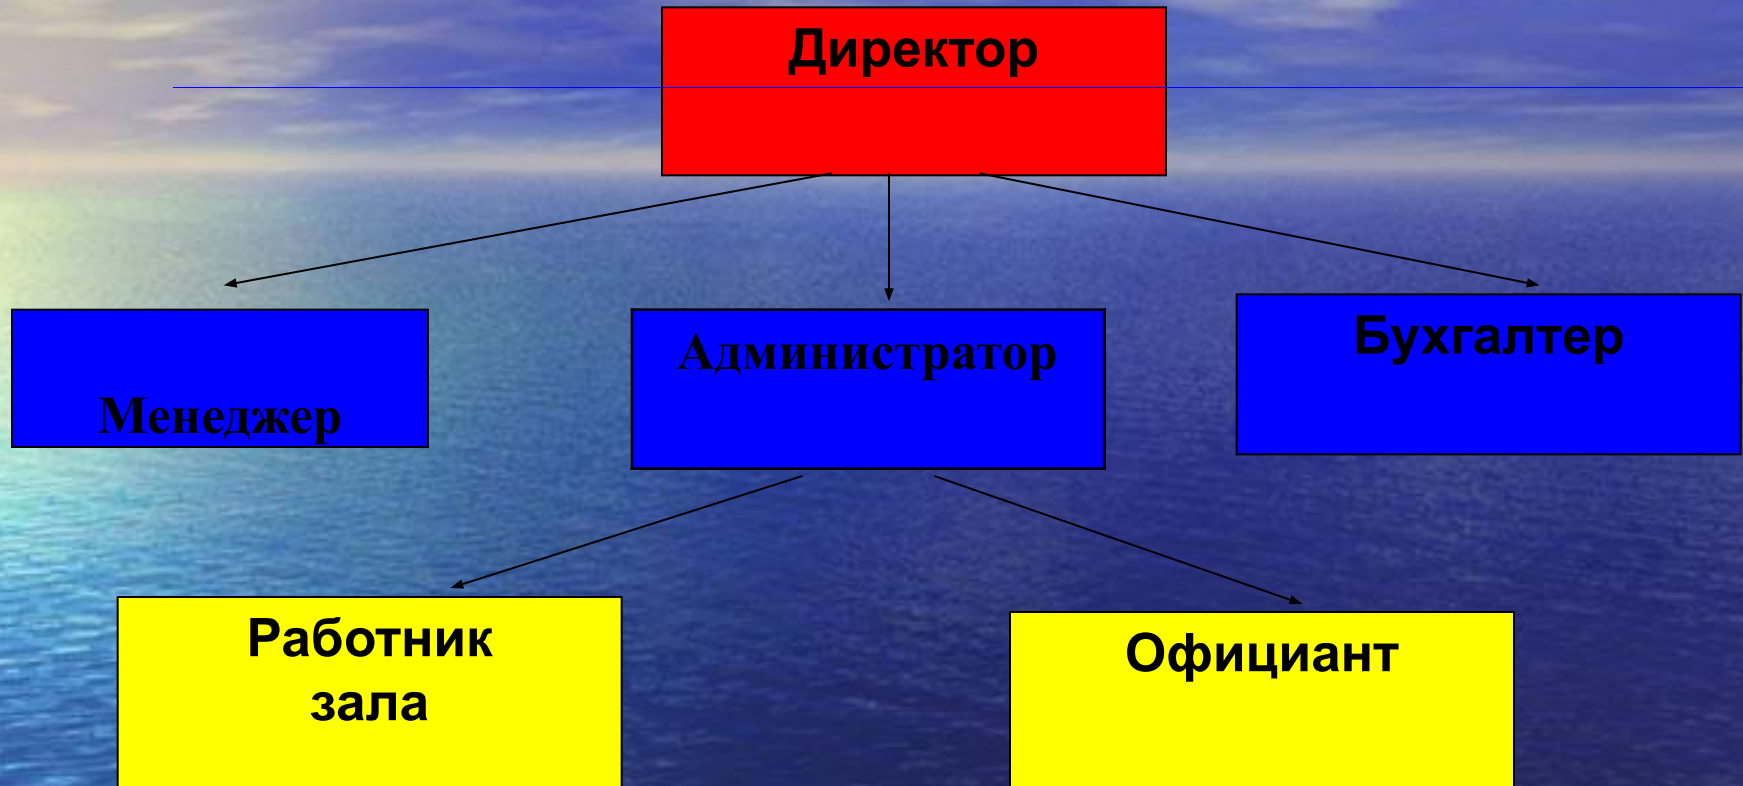 Директор
Менеджер
Администратор
Бухгалтер
Работник
зала
Официант